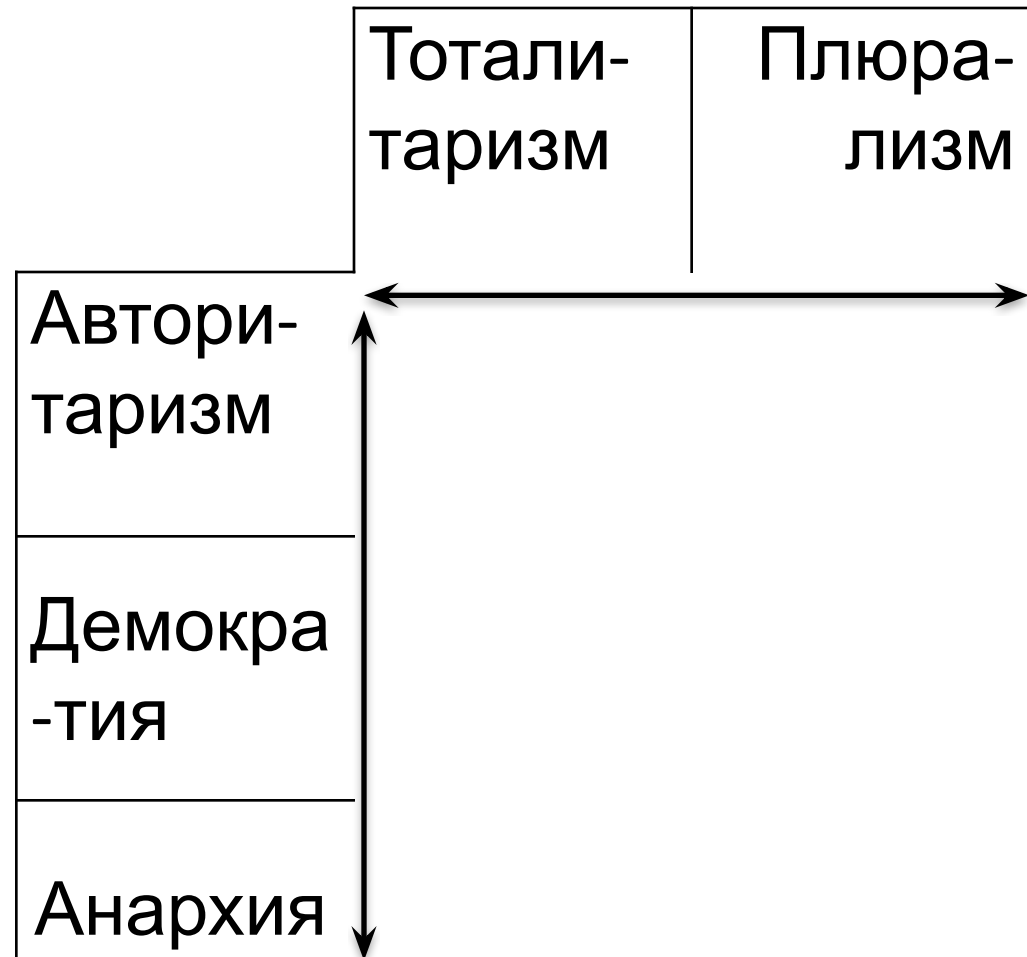 Тотали-
таризм
Плюра-
лизм
Автори-
таризм
Демокра
-тия
Анархия